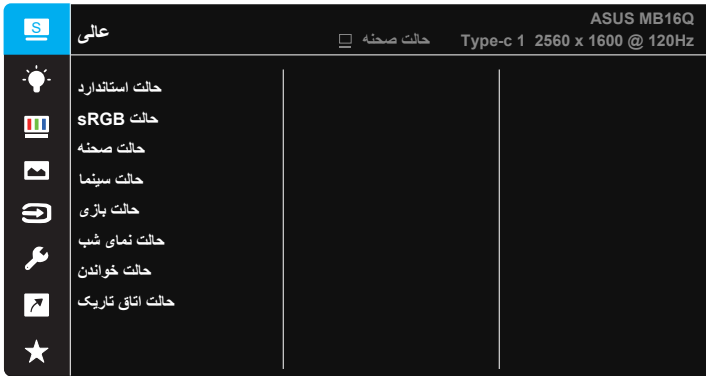 S
عالی
ASUS MB16Q
حالت صحنه Type-c 1 2560 x 1600 @ 120Hz
حالت استاندارد
حالت sRGB
حالت صحنه
حالت سینما
حالت بازی
حالت نمای شب
حالت خواندن
حالت اتاق تاریک